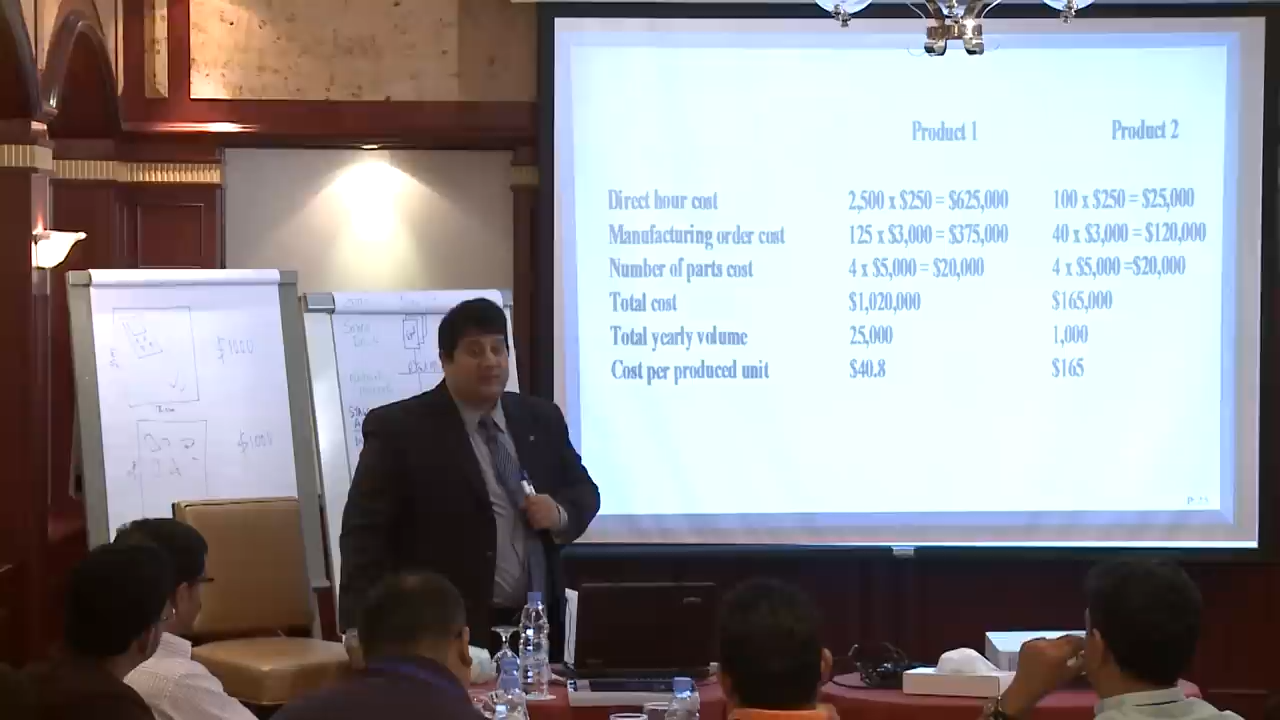 Product 1 Product 2
Direct hour cost 2,500 x $250 = $625,000 100 x $250 = $25,000
Manufacturing order cost 125 x $3,000 = $375,000 40 x $3,000 = $120,000
Number of parts cost 4 x $5,000 = $20,000 4 x $5,000 =$20,000
Total cost $1,020,000 $165,000
Total yearly volume 25,000 1,000
Cost per produced unit $40.8 $165
$1000
$1000